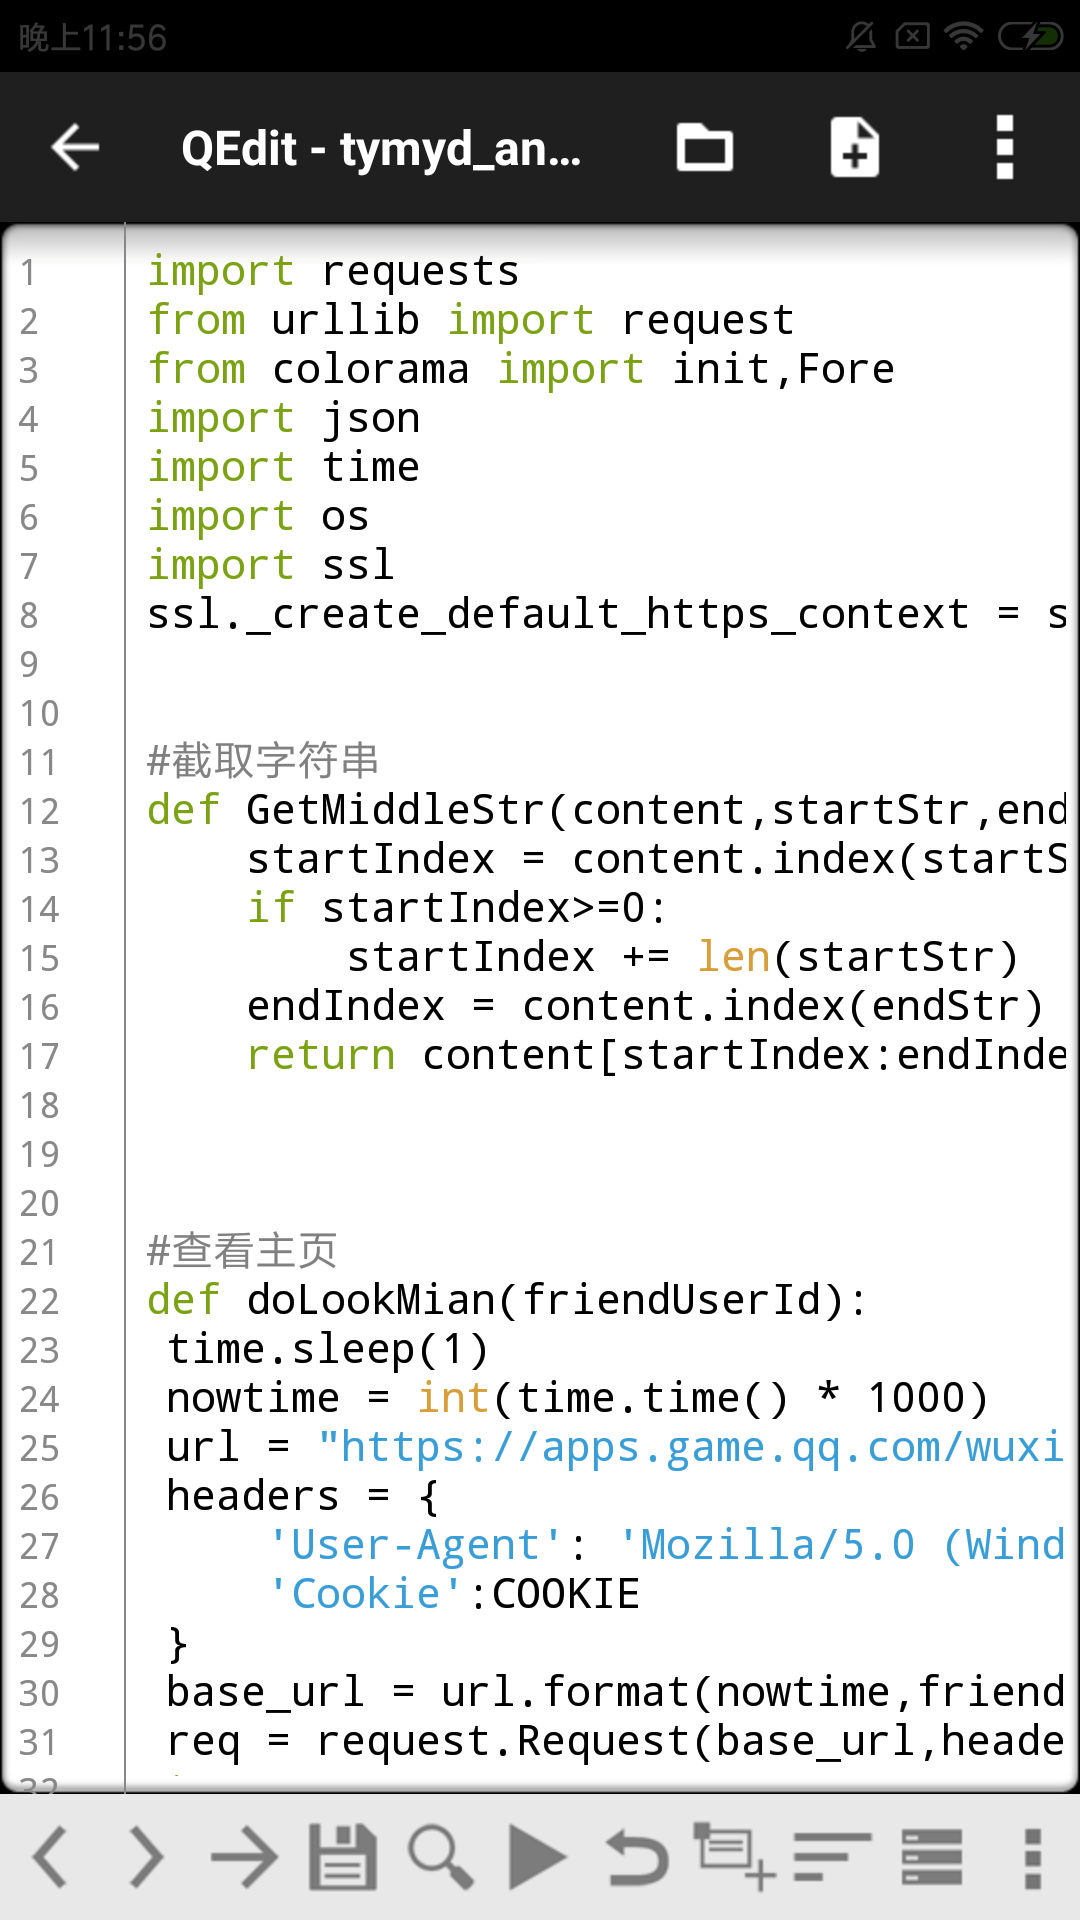 晚上11:56
QEdit - tymyd_an...
1 import requests
2 from urllib import request
3 from colorama import init,Fore
4 import json
5 import time
6 import os
7 import ssl
8 ssl._create_default_https_context = s
9
10
11 #截取字符串
12 def GetMiddleStr(content,startStr,end
13     startIndex = content.index(startS
14     if startIndex>=0:
15         startIndex += len(startStr)
16     endIndex = content.index(endStr)
17     return content[startIndex:endInde
18
19
20
21 #查看主页
22 def doLookMian(friendUserId):
23  time.sleep(1)
24  nowtime = int(time.time() * 1000)
25  url = "https://apps.game.qq.com/wuxi
26  headers = {
27      'User-Agent': 'Mozilla/5.0 (Wind
28      'Cookie':COOKIE
29  }
30  base_url = url.format(nowtime,friend
31  req = request.Request(base_url,heade
32